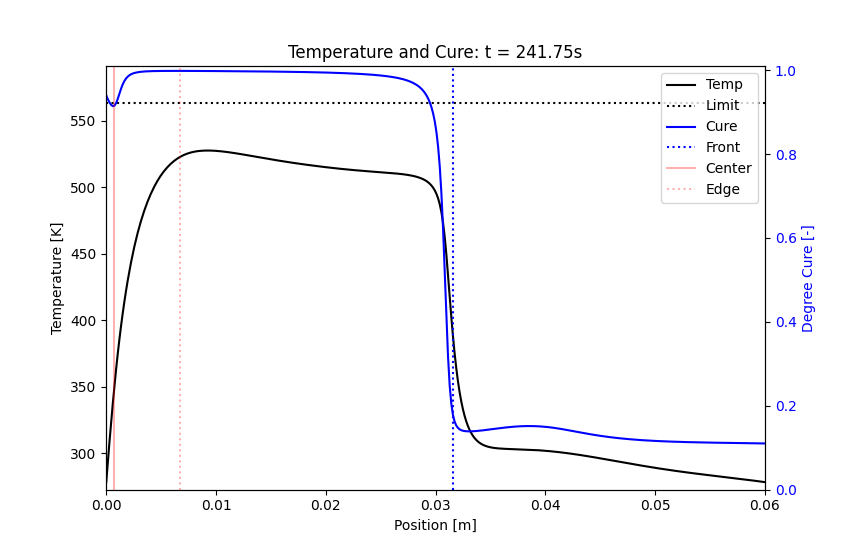 Temperature and Cure: t = 241.75s
Temp
Limit
Cure
Front
Center
Edge
Temperature [K]
550
500
450
400
350
300
Degree Cure [-]
1.0
0.8
0.6
0.4
0.2
0.0
0.00 0.01 0.02 0.03 0.04 0.05 0.06
Position [m]